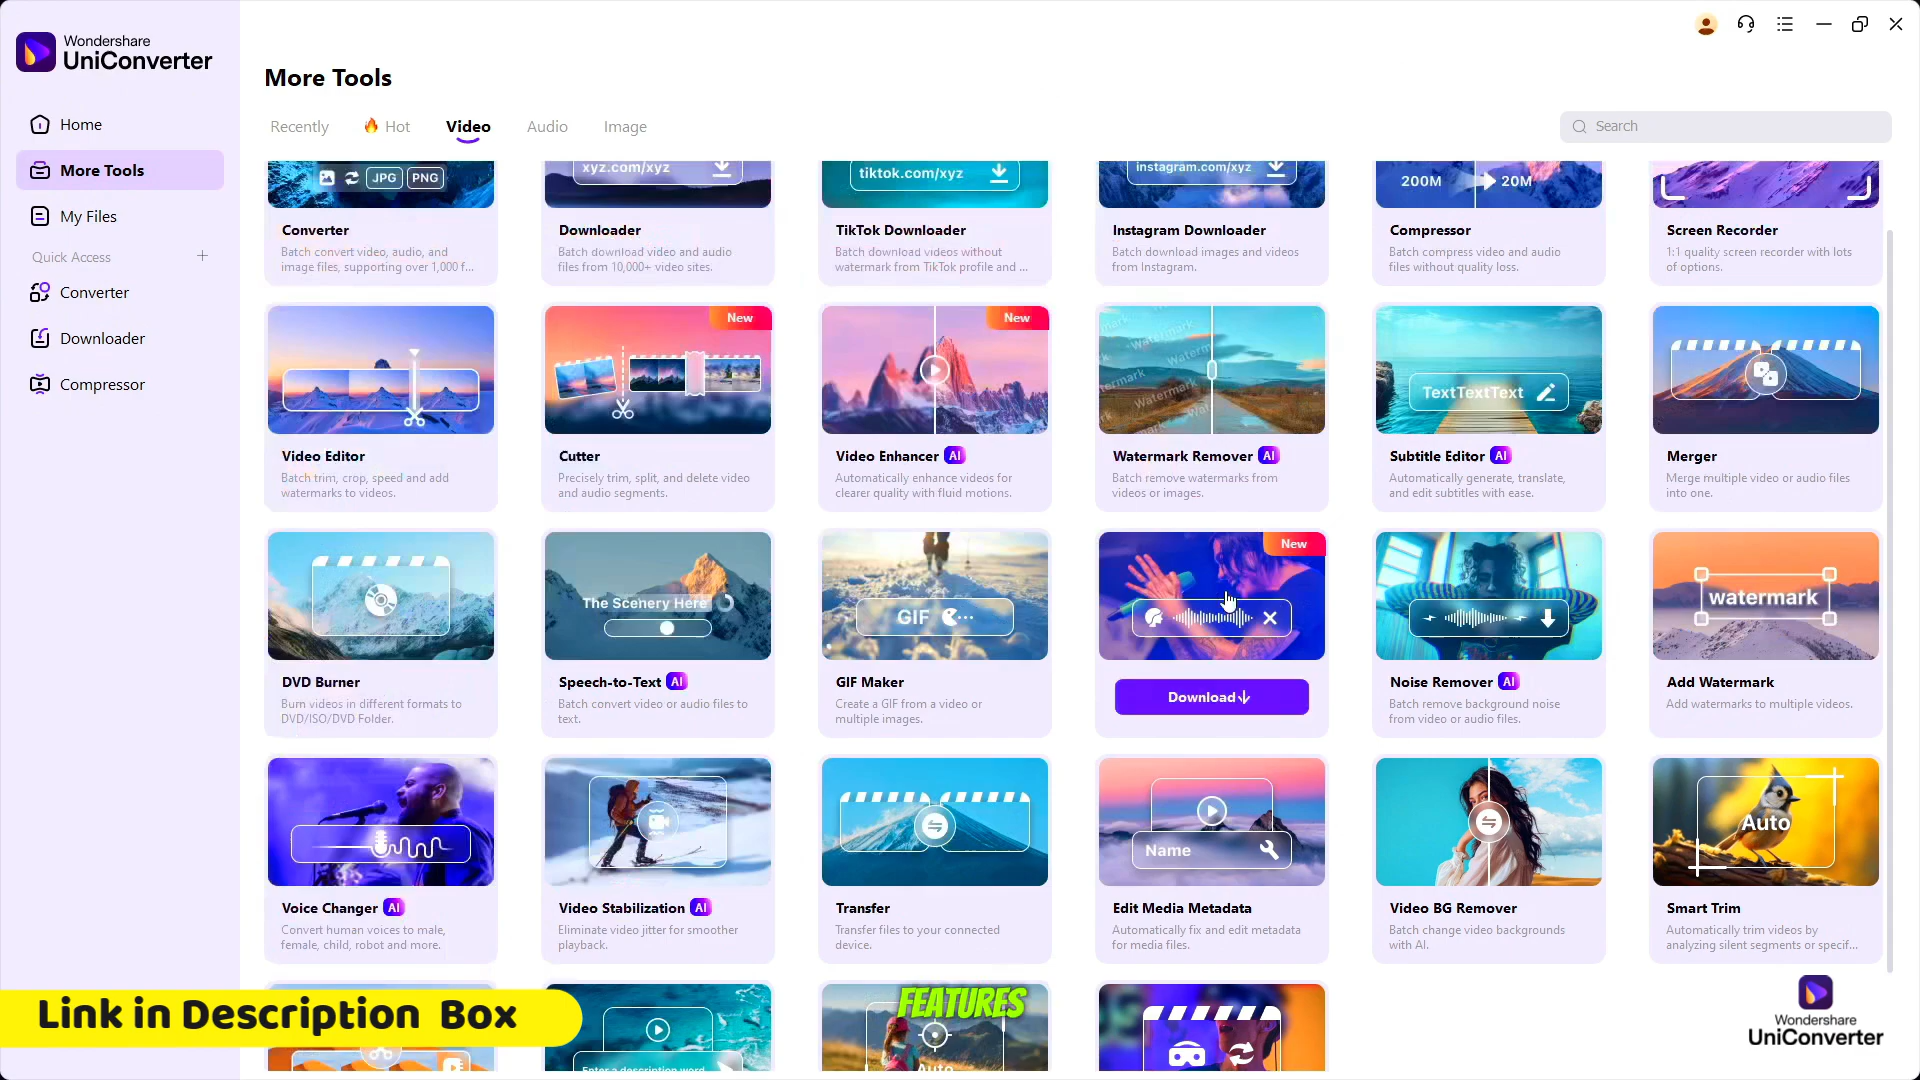 Wondershare
UniConverter
More Tools
Home
More Tools
My Files
Quick Access
Converter
Downloader
Compressor
Recently
Hot
Video
Audio
Image
Search
JPG PNG
xyz.com/xyz
tiktok.com/xyz
instagram.com/xyz
200M 20M
Converter
Batch convert video, audio, and
image files, supporting over 1,000 f...
Downloader
Batch download video and audio
files from 10,000+ video sites.
TikTok Downloader
Batch download videos without
watermark from TikTok profile and ...
Instagram Downloader
Batch download images and videos
from Instagram.
Compressor
Batch compress video and audio
files without quality loss.
Screen Recorder
1:1 quality screen recorder with lots
of options.
New
New
Watermark
Watermark
TextTextText
Video Editor
Batch trim, crop, speed and add
watermarks to videos.
Cutter
Precisely trim, split, and delete video
and audio segments.
Video Enhancer AI
Automatically enhance videos for
clearer quality with fluid motions.
Watermark Remover AI
Batch remove watermarks from
videos or images.
Subtitle Editor AI
Automatically generate, translate,
and edit subtitles with ease.
Merger
Merge multiple video or audio files
into one.
The Scenery Here
GIF
New
watermark
DVD Burner
Burn videos in different formats to
DVD/ISO/DVD Folder.
Speech-to-Text AI
Batch convert video or audio files to
text.
GIF Maker
Create a GIF from a video or
multiple images.
Download
Noise Remover AI
Batch remove background noise
from video or audio files.
Add Watermark
Add watermarks to multiple videos.
Name
Auto
Voice Changer AI
Convert human voices to male,
female, child, robot and more.
Video Stabilization AI
Eliminate video jitter for smoother
playback.
Transfer
Transfer files to your connected
device.
Edit Media Metadata
Automatically fix and edit metadata
for media files.
Video BG Remover
Batch change video backgrounds
with AI.
Smart Trim
Automatically trim videos by
analyzing silent segments or specif...
Link in Description Box
Enter a description word
FEATURES
Auto
Wondershare
UniConverter